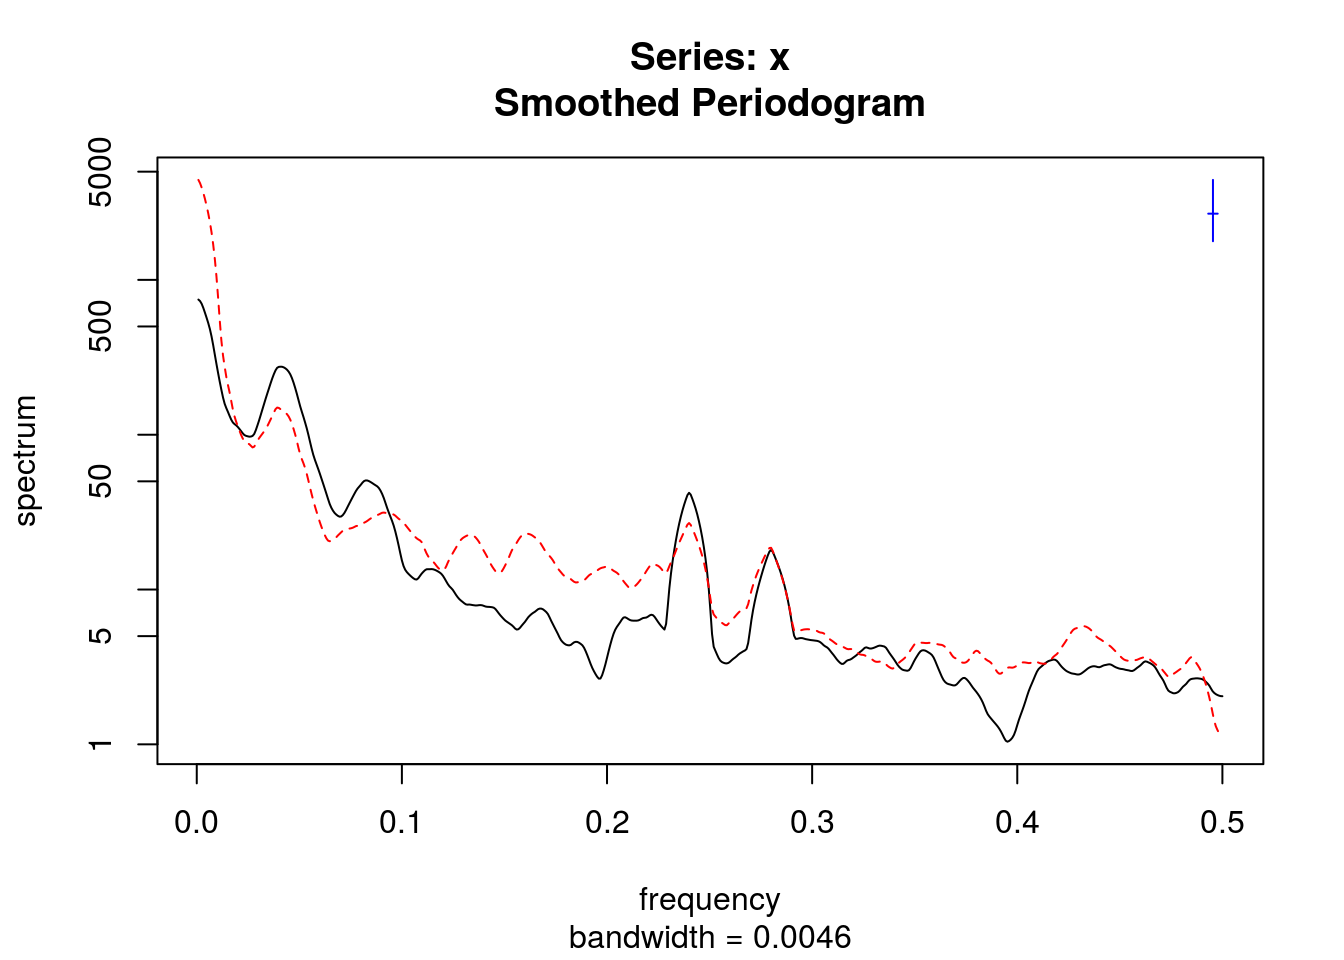 Series: x
Smoothed Periodogram
5000
500
50
5
1
spectrum
0.0 0.1 0.2 0.3 0.4 0.5
frequency
bandwidth = 0.0046